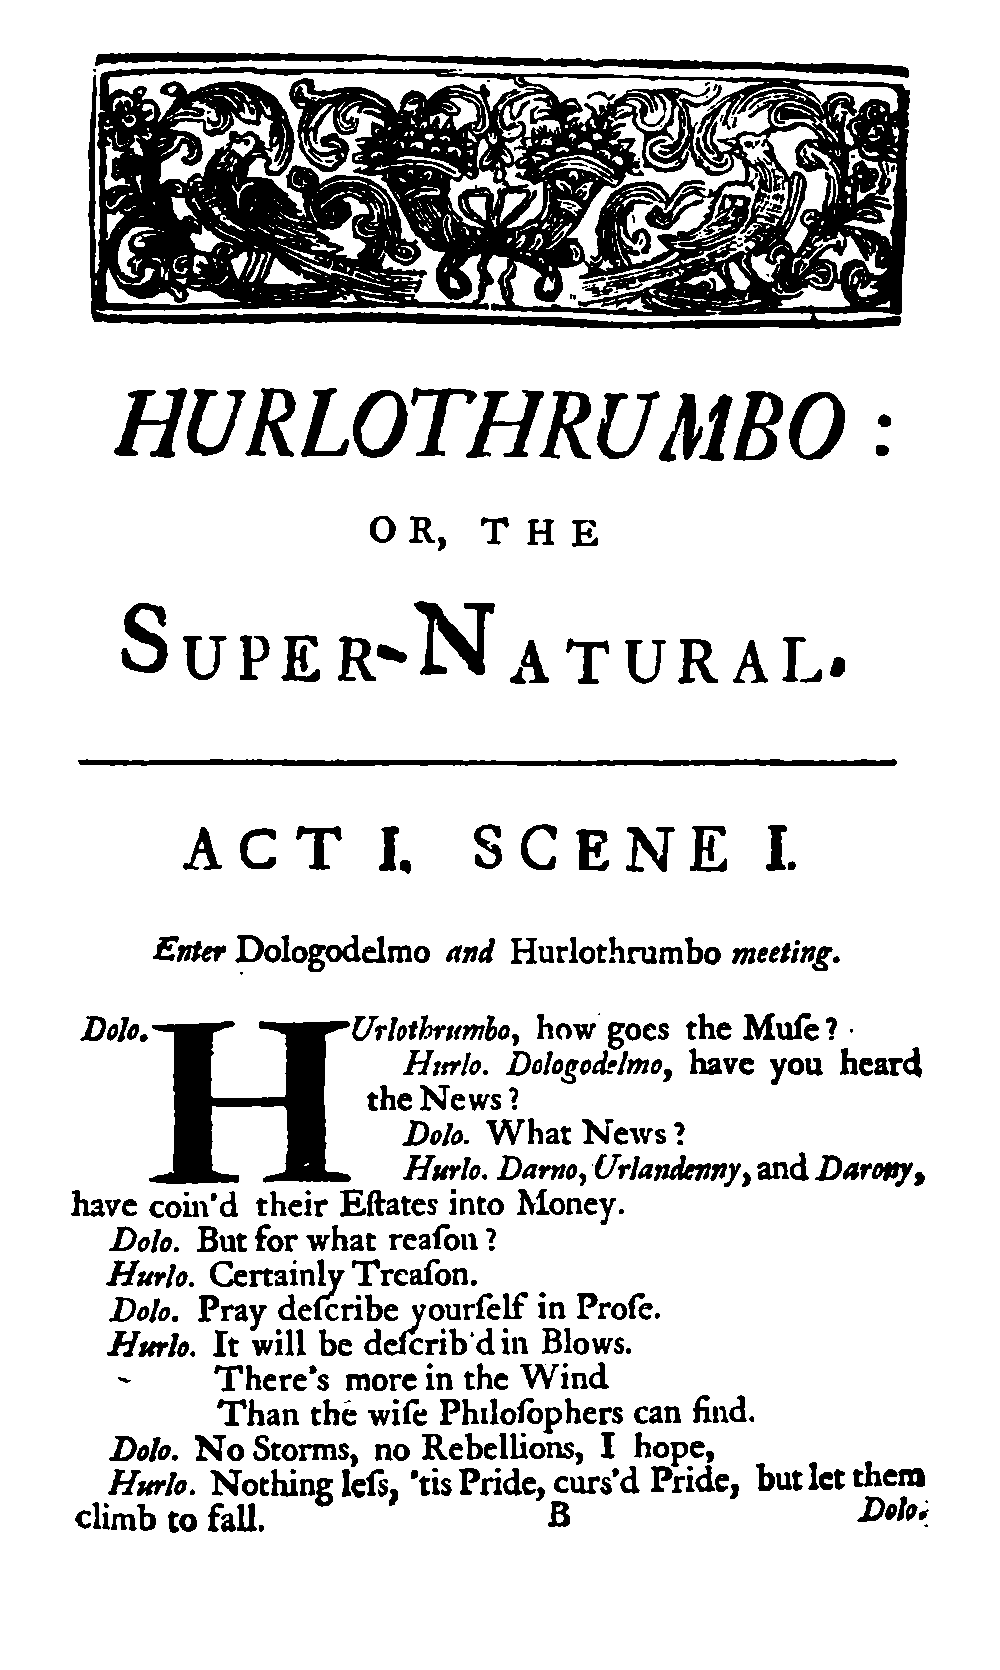 HURLOTHRUMBO:
OR, THE
SUPER-NATURAL.
ACT I. SCENE I.
Enter Dologodelmo and Hurlothrumbo meeting.
Dolo. HUrlothrumbo, how goes the Muſe?
Hurlo. Dologodelmo, have you heard
the News?
Dolo. What News?
Hurlo. Darno, Urlandenny, and Darony,
have coin'd their Eſtates into Money.
Dolo. But for what reaſon?
Hurlo. Certainly Treaſon.
Dolo. Pray deſcribe yourſelf in Proſe.
Hurlo. It will be deſcrib'd in Blows.
There's more in the Wind
Than the wiſe Philoſophers can find.
Dolo. No Storms, no Rebellions, I hope,
Hurlo. Nothing leſs, 'tis Pride, curs'd Pride, but let them
climb to fall. B Dolo.